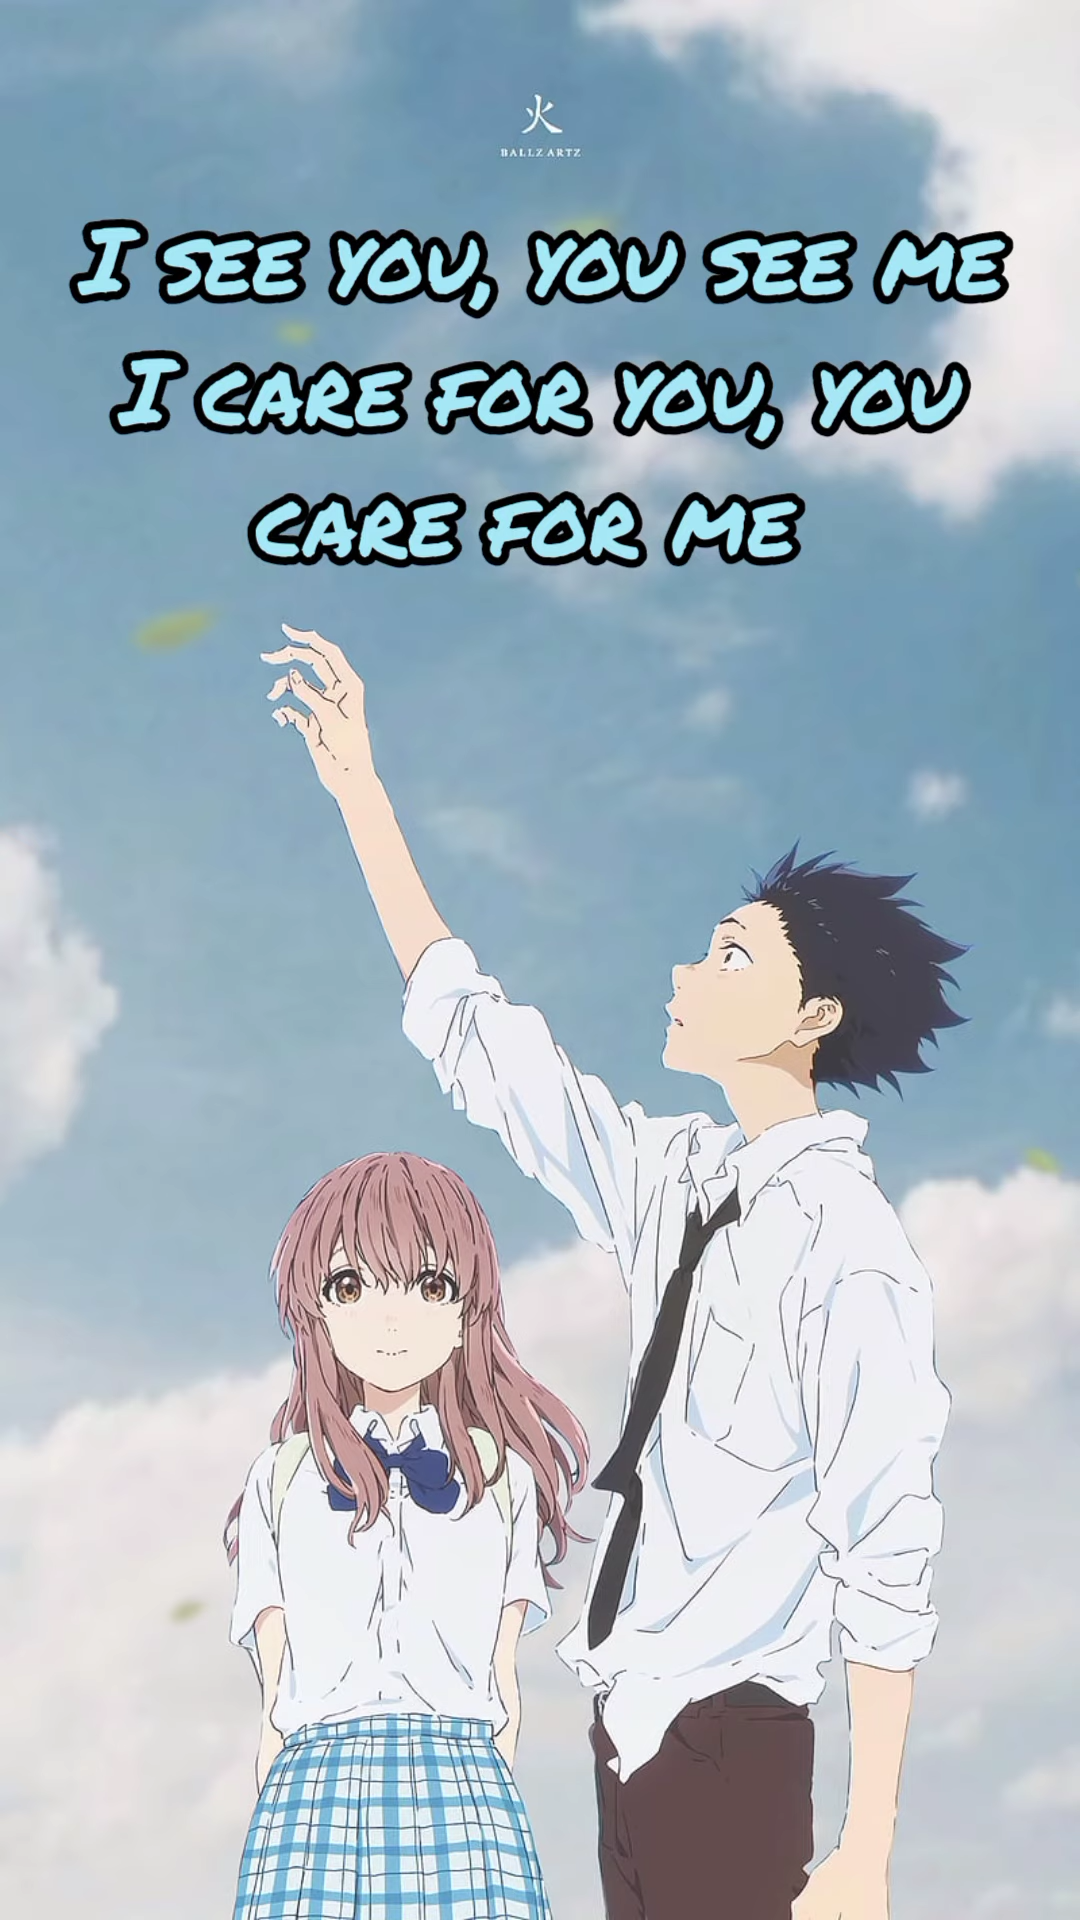 火
BALLZ ARTZ
I SEE YOU, YOU SEE ME
I CARE FOR YOU, YOU
CARE FOR ME